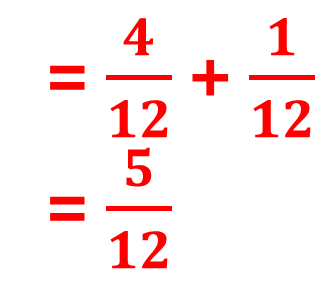 = 4/12 + 1/12
= 5/12